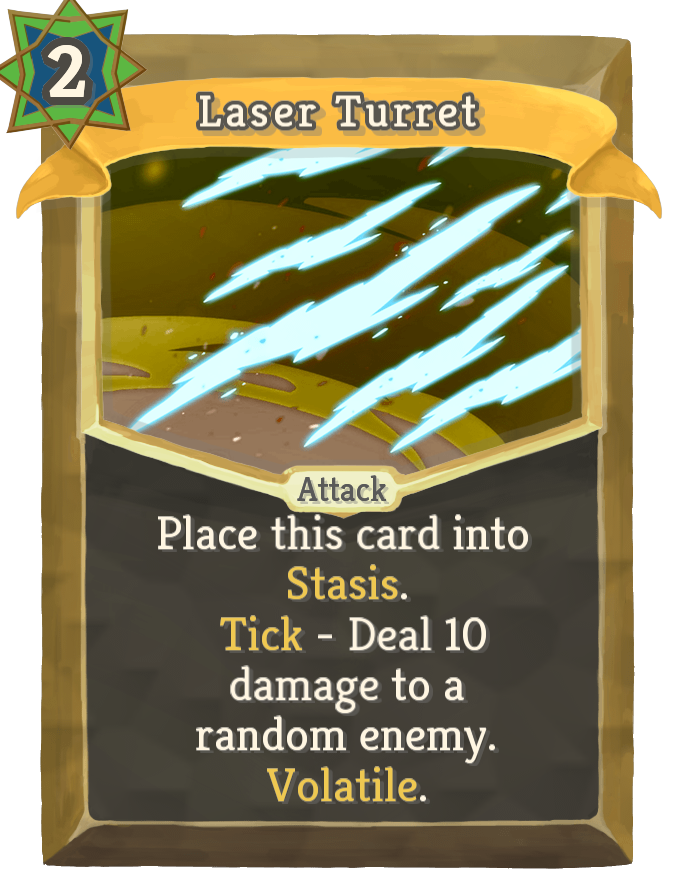 2
Laser Turret
Attack
Place this card into
Stasis.
Tick - Deal 10
damage to a
random enemy.
Volatile.